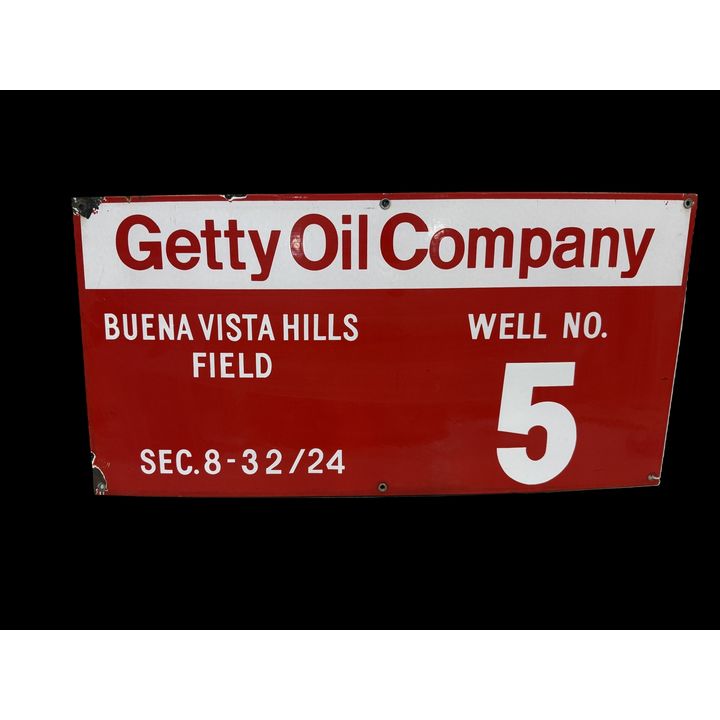 Getty Oil Company
BUENA VISTA HILLS
FIELD
SEC. 8 - 32/24
WELL NO.
5